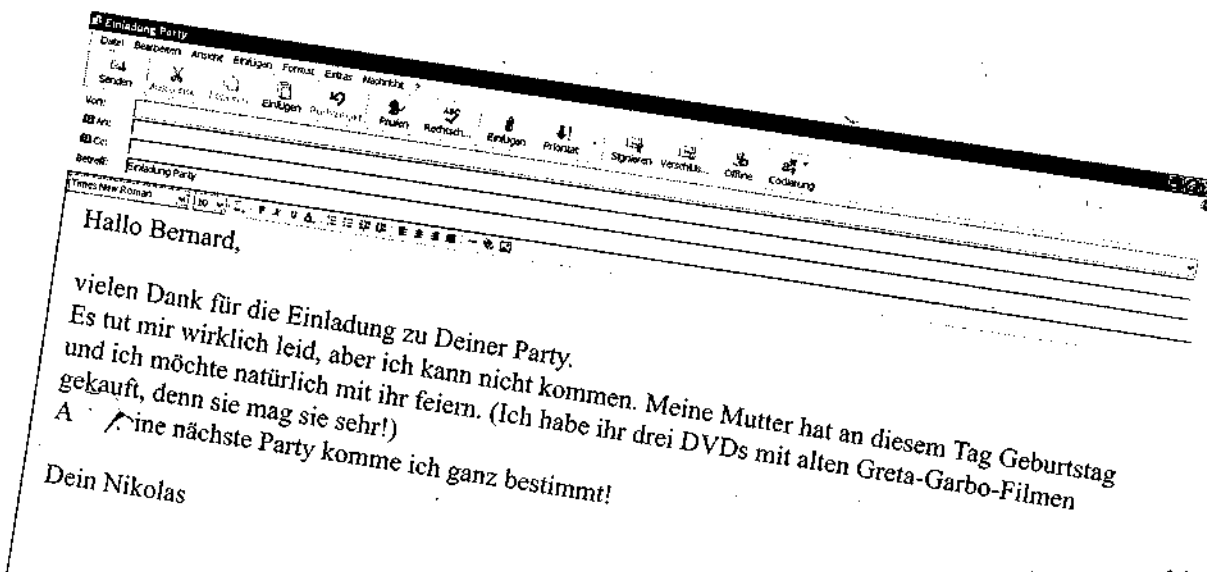 Einladung Party
Datei Bearbeiten Ansicht Einfügen Format Extras Nachricht ?
Senden Einfügen Prüfen Rechtsch... Einfügen Priorität Signieren Verschlüs... Offline Codierung
Von:
An:
Cc:
Betreff: Einladung Party
Times New Roman 10 F K U A
Hallo Bernard,
vielen Dank für die Einladung zu Deiner Party.
Es tut mir wirklich leid, aber ich kann nicht kommen. Meine Mutter hat an diesem Tag Geburtstag
und ich möchte natürlich mit ihr feiern. (Ich habe ihr drei DVDs mit alten Greta-Garbo-Filmen
gekauft, denn sie mag sie sehr!)
A ine nächste Party komme ich ganz bestimmt!
Dein Nikolas